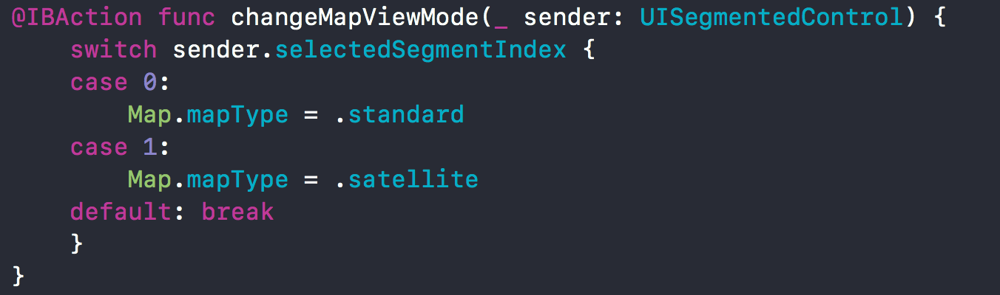 @IBAction func changeMapViewMode(_ sender: UISegmentedControl) {
    switch sender.selectedSegmentIndex {
    case 0:
        Map.mapType = .standard
    case 1:
        Map.mapType = .satellite
    default: break
    }
}